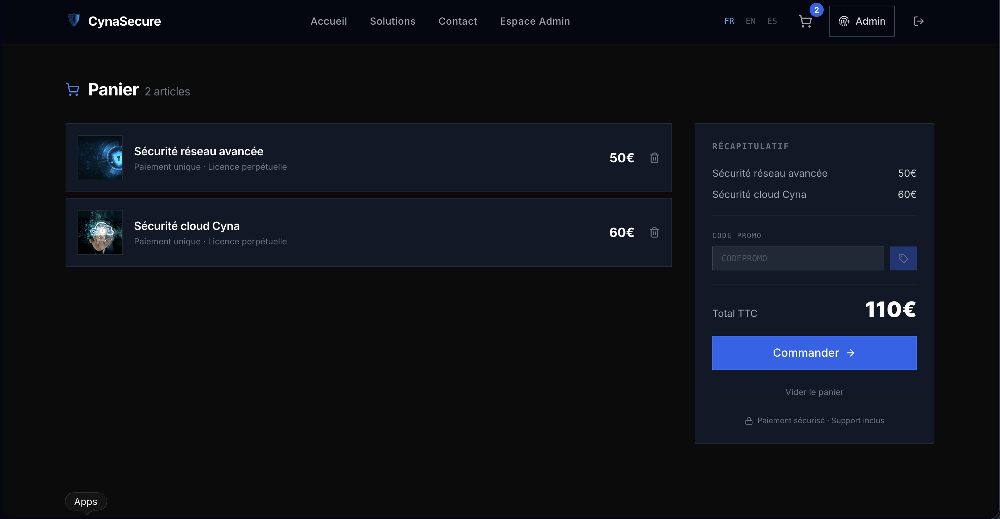 CynaSecure
Accueil Solutions Contact Espace Admin
FR EN ES
2
Admin
Panier 2 articles
Sécurité réseau avancée
Paiement unique · Licence perpétuelle
50€
Sécurité cloud Cyna
Paiement unique · Licence perpétuelle
60€
RÉCAPITULATIF
Sécurité réseau avancée 50€
Sécurité cloud Cyna 60€
CODE PROMO
CODEPROMO
Total TTC 110€
Commander →
Vider le panier
Paiement sécurisé · Support inclus
Apps